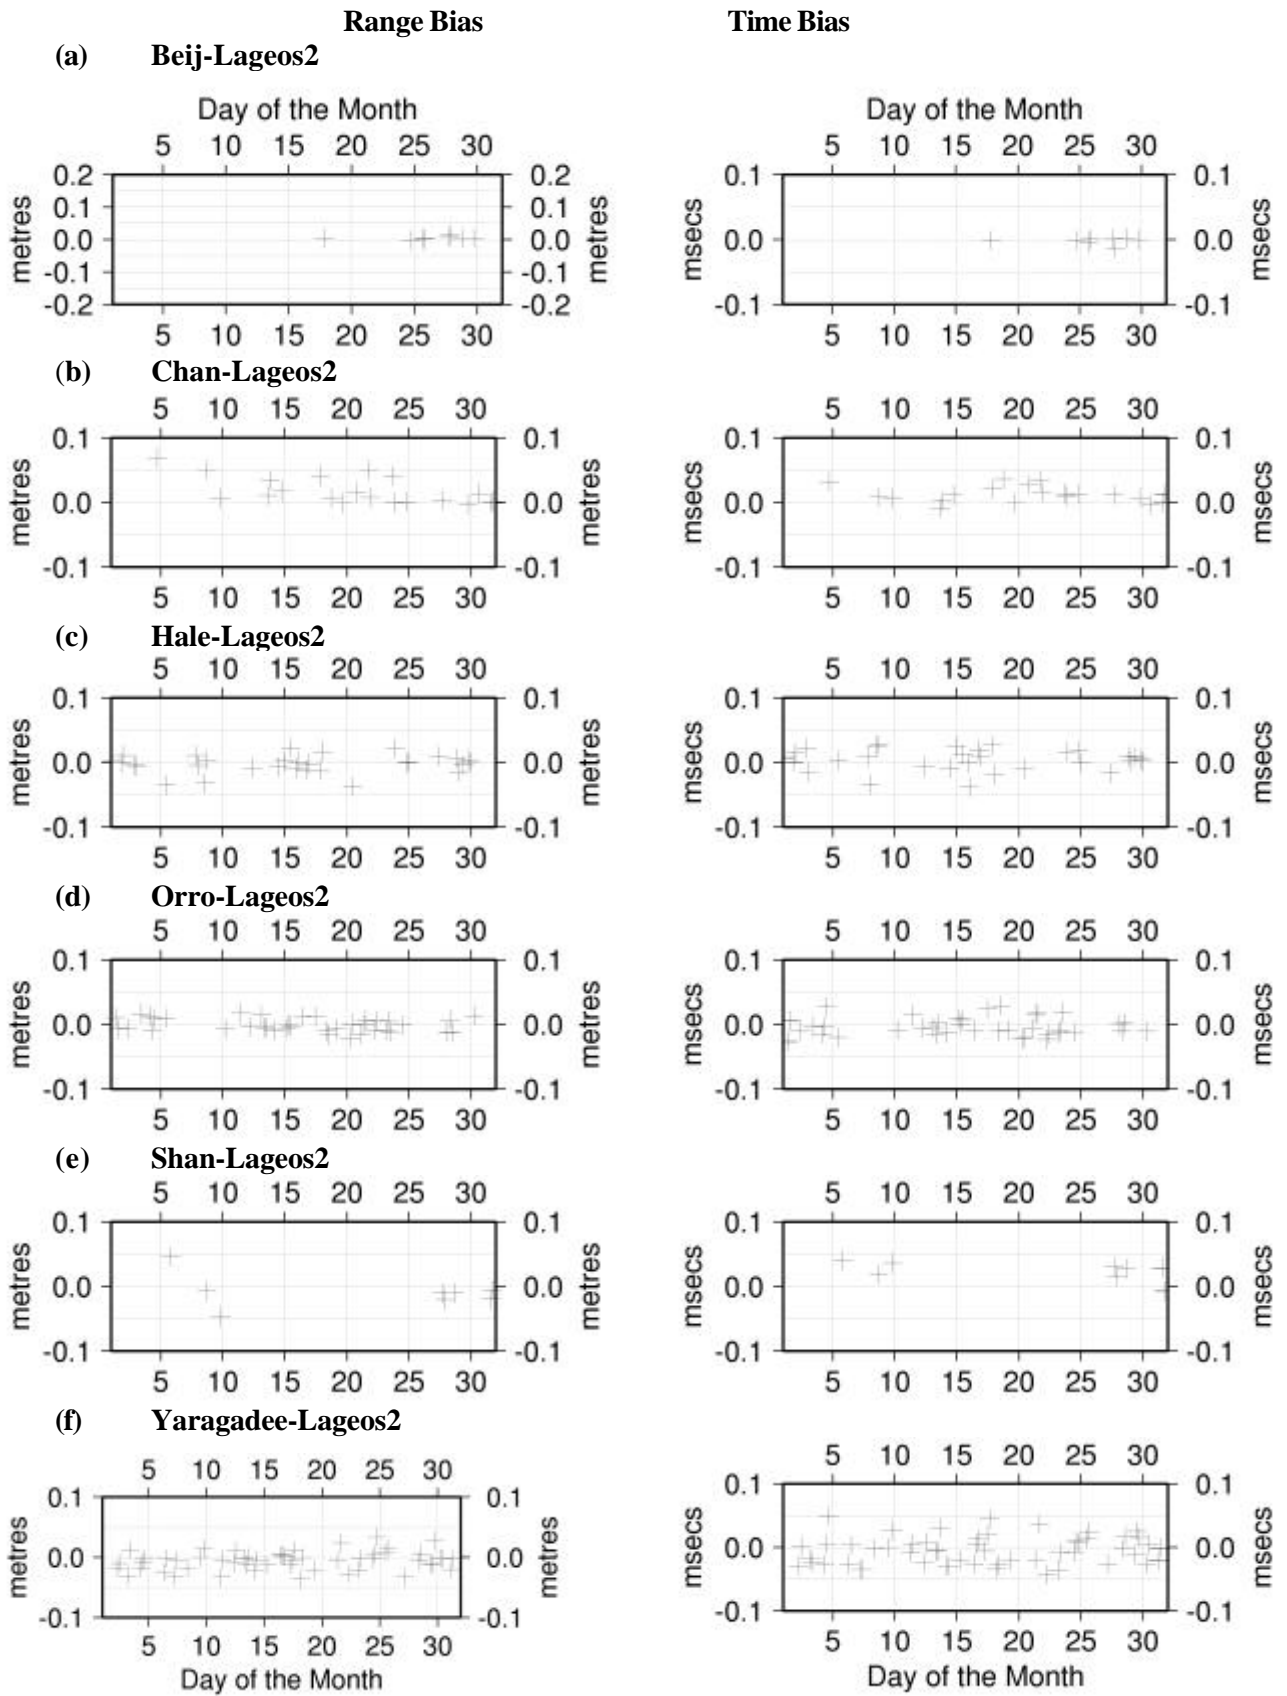 Range Bias Time Bias
(a) Beij-Lageos2
Day of the Month Day of the Month
5 10 15 20 25 30 5 10 15 20 25 30
0.2 0.2 0.1 0.1
0.1 0.1
metres 0.0 0.0 metres msecs 0.0 0.0 msecs
-0.1 -0.1
-0.2 -0.2 -0.1 -0.1
5 10 15 20 25 30 5 10 15 20 25 30
(b) Chan-Lageos2
5 10 15 20 25 30 5 10 15 20 25 30
0.1 0.1 0.1 0.1
metres 0.0 0.0 metres msecs 0.0 0.0 msecs
-0.1 -0.1 -0.1 -0.1
5 10 15 20 25 30 5 10 15 20 25 30
(c) Hale-Lageos2
5 10 15 20 25 30 5 10 15 20 25 30
0.1 0.1 0.1 0.1
metres 0.0 0.0 metres msecs 0.0 0.0 msecs
-0.1 -0.1 -0.1 -0.1
5 10 15 20 25 30 5 10 15 20 25 30
(d) Orro-Lageos2
5 10 15 20 25 30 5 10 15 20 25 30
0.1 0.1 0.1 0.1
metres 0.0 0.0 metres msecs 0.0 0.0 msecs
-0.1 -0.1 -0.1 -0.1
5 10 15 20 25 30 5 10 15 20 25 30
(e) Shan-Lageos2
5 10 15 20 25 30 5 10 15 20 25 30
0.1 0.1 0.1 0.1
metres 0.0 0.0 metres msecs 0.0 0.0 msecs
-0.1 -0.1 -0.1 -0.1
5 10 15 20 25 30 5 10 15 20 25 30
(f) Yaragadee-Lageos2
5 10 15 20 25 30 5 10 15 20 25 30
0.1 0.1 0.1 0.1
metres 0.0 0.0 metres msecs 0.0 0.0 msecs
-0.1 -0.1 -0.1 -0.1
5 10 15 20 25 30 5 10 15 20 25 30
Day of the Month Day of the Month